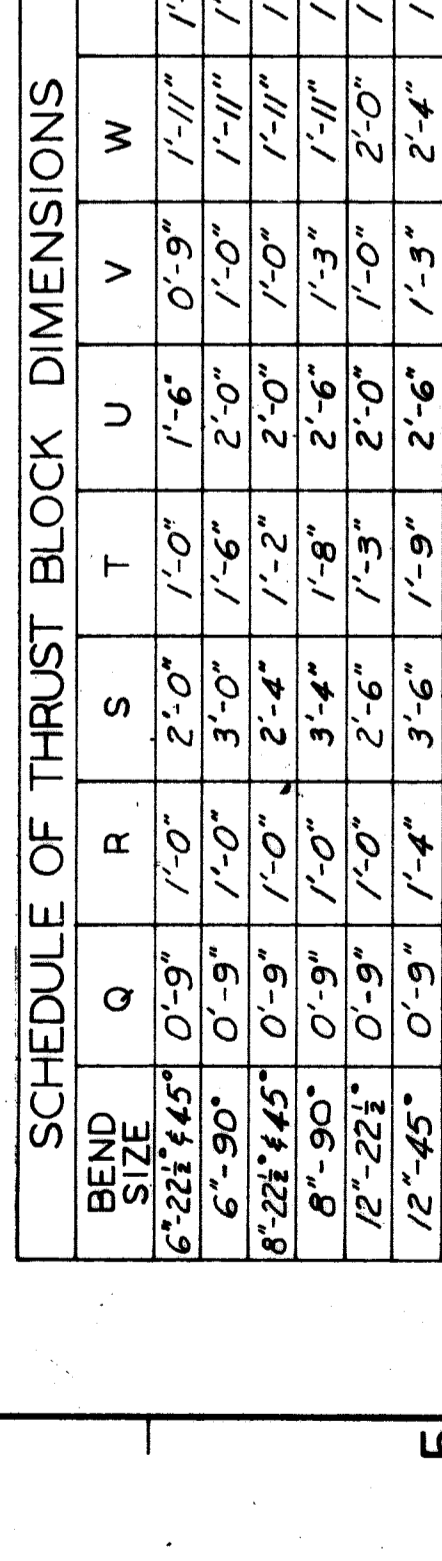 SCHEDULE OF THRUST BLOCK DIMENSIONS
BEND SIZE Q R S T U V W
6"-22½° & 45° 0'-9" 1'-0" 2'-0" 1'-0" 1'-6" 0'-9" 1'-11"
6"-90° 0'-9" 1'-0" 3'-0" 1'-6" 2'-0" 1'-0" 1'-11"
8"-22½° & 45° 0'-9" 1'-0" 2'-4" 1'-2" 2'-0" 1'-0" 1'-11"
8"-90° 0'-9" 1'-0" 3'-4" 1'-8" 2'-6" 1'-3" 1'-11"
12"-22½° 0'-9" 1'-0" 2'-6" 1'-3" 2'-0" 1'-0" 2'-0"
12"-45° 0'-9" 1'-4" 3'-6" 1'-9" 2'-6" 1'-3" 2'-4"